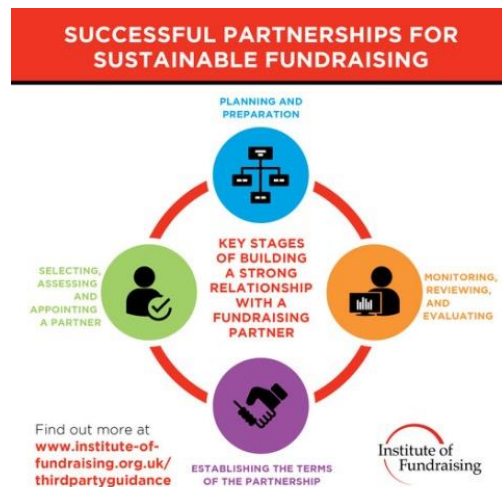 SUCCESSFUL PARTNERSHIPS FOR
SUSTAINABLE FUNDRAISING
PLANNING AND
PREPARATION
KEY STAGES
OF BUILDING
A STRONG
RELATIONSHIP
WITH A
FUNDRAISING
PARTNER
SELECTING,
ASSESSING
AND
APPOINTING
A PARTNER
MONITORING,
REVIEWING,
AND
EVALUATING
ESTABLISHING THE TERMS
OF THE PARTNERSHIP
Find out more at
www.institute-of-
fundraising.org.uk/
thirdpartyguidance
Institute of
Fundraising